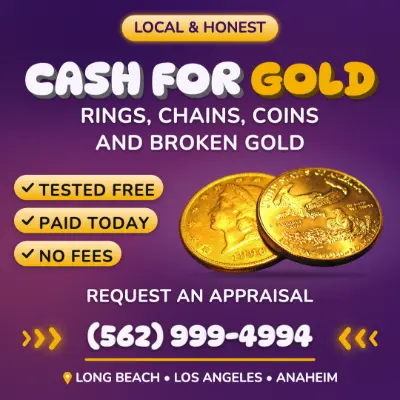 LOCAL & HONEST
CASH FOR GOLD
RINGS, CHAINS, COINS
AND BROKEN GOLD
TESTED FREE
PAID TODAY
NO FEES
REQUEST AN APPRAISAL
(562) 999-4994
LONG BEACH • LOS ANGELES • ANAHEIM